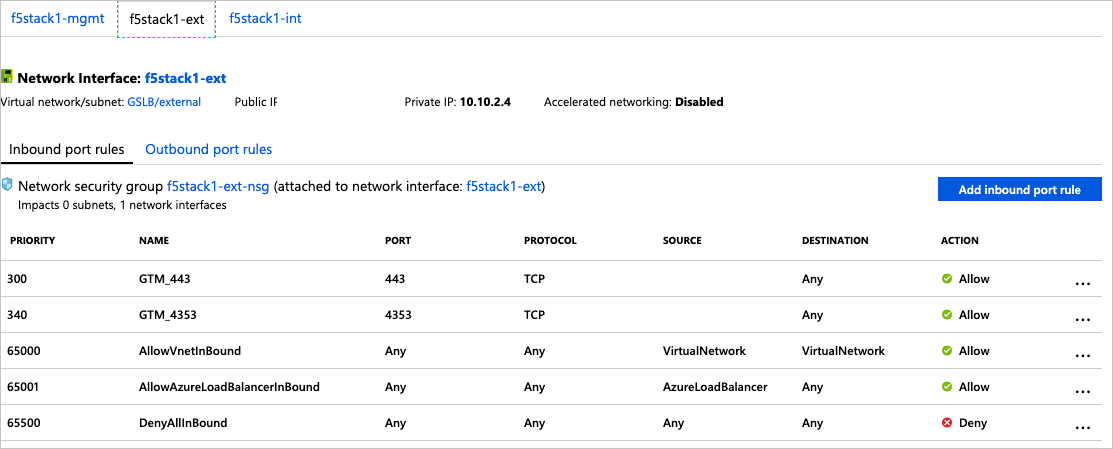 f5stack1-mgmt f5stack1-ext f5stack1-int
Network Interface: f5stack1-ext
Virtual network/subnet: GSLB/external Public IP Private IP: 10.10.2.4 Accelerated networking: Disabled
Inbound port rules Outbound port rules
Network security group f5stack1-ext-nsg (attached to network interface: f5stack1-ext)
Add inbound port rule
Impacts 0 subnets, 1 network interfaces
PRIORITY NAME PORT PROTOCOL SOURCE DESTINATION ACTION
300 GTM_443 443 TCP Any Allow ...
340 GTM_4353 4353 TCP Any Allow ...
65000 AllowVnetInBound Any Any VirtualNetwork VirtualNetwork Allow ...
65001 AllowAzureLoadBalancerInBound Any Any AzureLoadBalancer Any Allow ...
65500 DenyAllInBound Any Any Any Any Deny ...